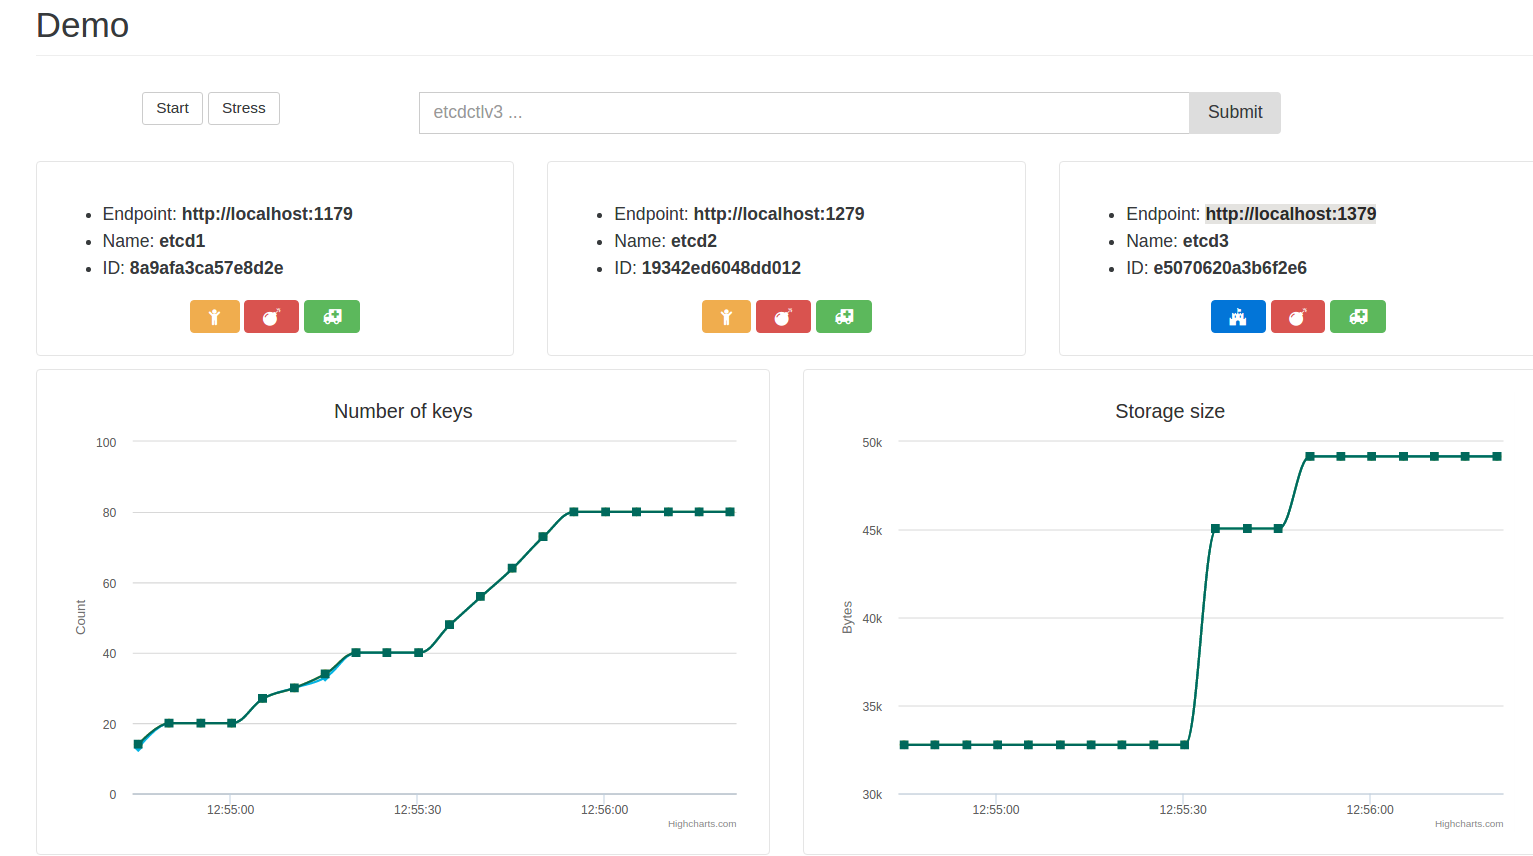 Demo
Start Stress etcdctlv3 ... Submit
Endpoint: http://localhost:1179
Name: etcd1
ID: 8a9afa3ca57e8d2e
Endpoint: http://localhost:1279
Name: etcd2
ID: 19342ed6048dd012
Endpoint: http://localhost:1379
Name: etcd3
ID: e5070620a3b6f2e6
Number of keys
Count
100
80
60
40
20
0
12:55:00 12:55:30 12:56:00
Highcharts.com
Storage size
Bytes
50k
45k
40k
35k
30k
12:55:00 12:55:30 12:56:00
Highcharts.com